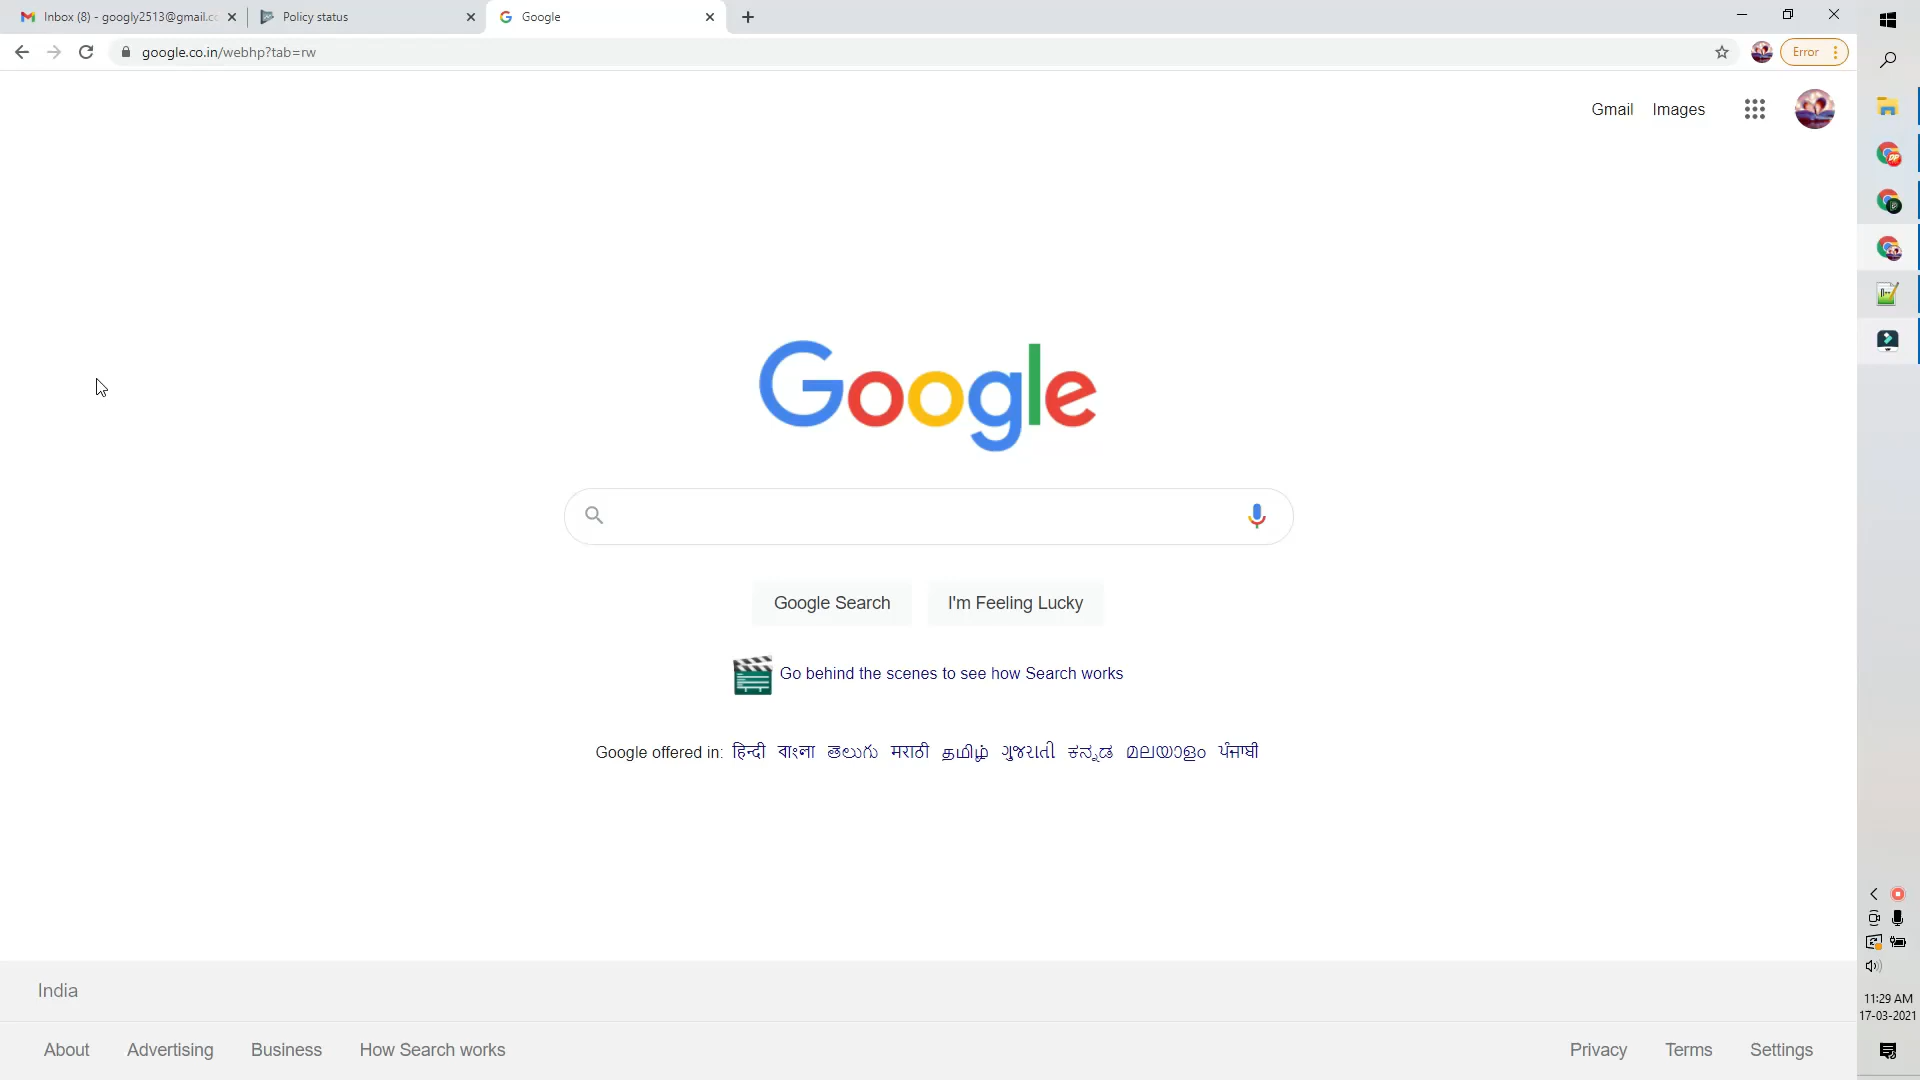 Inbox (8) - googly2513@gmail.c
Policy status
Google
google.co.in/webhp?tab=rw
Error
Gmail Images
Google
Google Search
I'm Feeling Lucky
Go behind the scenes to see how Search works
Google offered in: हिन्दी বাংলা తెలుగు मराठी தமிழ் ગુજરાતી ಕನ್ನಡ മലയാളം ਪੰਜਾਬੀ
India
About Advertising Business How Search works Privacy Terms Settings
11:29 AM
17-03-2021